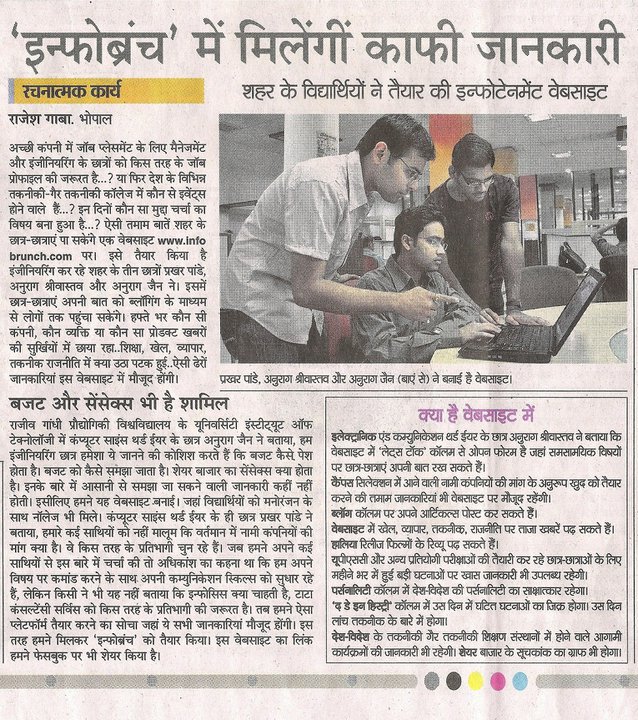 ‘इन्फोब्रंच’ में मिलेंगीं काफी जानकारी
रचनात्मक कार्य
शहर के विद्यार्थियों ने तैयार की इन्फोटेनमेंट वेबसाइट
राजेश गाबा. भोपाल
अच्छी कंपनी में जॉब प्लेसमेंट के लिए मैनेजमेंट
और इंजीनियरिंग के छात्रों को किस तरह के जॉब
प्रोफाइल की जरूरत है...? या फिर देश के विभिन्न
तकनीकी-गैर तकनीकी कॉलेज में कौन से इवेंट्स
होने वाले हैं...? इन दिनों कौन सा मुद्दा चर्चा का
विषय बना हुआ है...? ऐसी तमाम बातें शहर के
छात्र-छात्राएं पा सकेंगे एक वेबसाइट www.info
brunch.com पर। इसे तैयार किया है
इंजीनियरिंग कर रहे शहर के तीन छात्रों प्रखर पांडे,
अनुराग श्रीवास्तव और अनुराग जैन ने। इसमें
छात्र-छात्राएं अपनी बात को ब्लॉगिंग के माध्यम
से लोगों तक पहुंचा सकेंगे। हफ्ते भर कौन सी
कंपनी, कौन व्यक्ति या कौन सा प्रोडक्ट खबरों
की सुर्खियों में छाया रहा..शिक्षा, खेल, व्यापार,
तकनीक राजनीति में क्या उठा पटक हुई..ऐसी ढेरों
जानकारियां इस वेबसाइट में मौजूद होंगी।
प्रखर पांडे, अनुराग श्रीवास्तव और अनुराग जैन (बाएं से) ने बनाई है वेबसाइट।
बजट और सेंसेक्स भी है शामिल
राजीव गांधी प्रौद्योगिकी विश्वविद्यालय के यूनिवर्सिटी इंस्टीट्यूट ऑफ
टेक्नोलॉजी में कंप्यूटर साइंस थर्ड ईयर के छात्र अनुराग जैन ने बताया, हम
इंजीनियरिंग छात्र हमेशा ये जानने की कोशिश करते हैं कि बजट कैसे पेश
होता है। बजट को कैसे समझा जाता है। शेयर बाजार का सेंसेक्स क्या होता
है। इनके बारे में आसानी से समझा जा सकने वाली जानकारी कहीं नहीं
होती। इसीलिए हमने यह वेबसाइट बनाई। जहां विद्यार्थियों को मनोरंजन के
साथ नॉलेज भी मिले। कंप्यूटर साइंस थर्ड ईयर के ही छात्र प्रखर पांडे ने
बताया, हमारे कई साथियों को नहीं मालूम कि वर्तमान में नामी कंपनियों की
मांग क्या है। वे किस तरह के प्रतिभागी चुन रहे हैं। जब हमने अपने कई
साथियों से इस बारे में चर्चा की तो अधिकांश का कहना था कि हम अपने
विषय पर कमांड करने के साथ अपनी कम्युनिकेशन स्किल्स को सुधार रहे
हैं, लेकिन किसी ने भी यह नहीं बताया कि इन्फोसिस क्या चाहती है, टाटा
कंसल्टेंसी सर्विस को किस तरह के प्रतिभागी की जरूरत है। तब हमने ऐसा
प्लेटफॉर्म तैयार करने का सोचा जहां ये सभी जानकारियां मौजूद होंगी। इस
तरह हमने मिलकर ‘इन्फोब्रंच’ को तैयार किया। इस वेबसाइट का लिंक
हमने फेसबुक पर भी शेयर किया है।
क्या है वेबसाइट में
इलेक्ट्रानिक एंड कम्युनिकेशन थर्ड ईयर के छात्र अनुराग श्रीवास्तव ने बताया कि
वेबसाइट में ‘लेट्स टॉक’ कॉलम से ओपन फोरम है जहां समसामयिक विषयों
पर छात्र-छात्राएं अपनी बात रख सकते हैं।
कैंपस सिलेक्शन में आने वाली नामी कंपनियों की मांग के अनुरूप खुद को तैयार
करने की तमाम जानकारियां भी वेबसाइट पर मौजूद रहेंगी।
ब्लॉग कॉलम पर अपने आर्टिकल्स पोस्ट कर सकते हैं।
वेबसाइट में खेल, व्यापार, तकनीक, राजनीति पर ताजा खबरें पढ़ सकते हैं।
हालिया रिलीज फिल्मों के रिव्यू पढ़ सकते हैं।
यूपीएससी और अन्य प्रतियोगी परीक्षाओं की तैयारी कर रहे छात्र-छात्राओं के लिए
महीने भर में हुई बड़ी घटनाओं पर खास जानकारी भी उपलब्ध रहेगी।
पर्सनालिटी कॉलम में देश-विदेश की पर्सनालिटी का साक्षात्कार रहेगा।
‘द डे इन हिस्ट्री’ कॉलम में उस दिन में घटित घटनाओं का जिक्र होगा। उस दिन
लांच तकनीक के बारे में होगा।
देश-विदेश के तकनीकी गैर तकनीकी शिक्षण संस्थानों में होने वाले आगामी
कार्यक्रमों की जानकारी भी रहेगी। शेयर बाजार के सूचकांक का ग्राफ भी होगा।